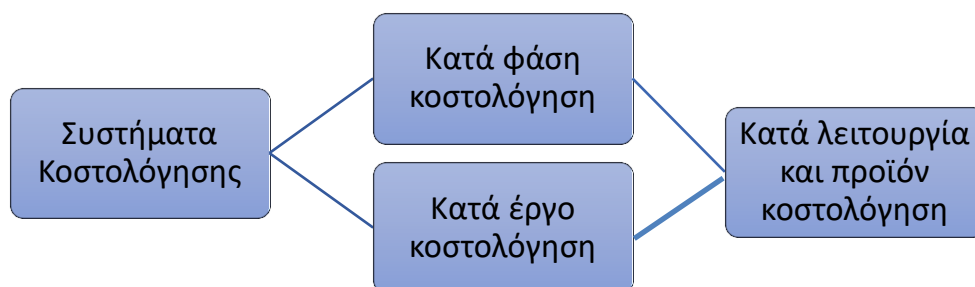 Συστήματα
Κοστολόγησης
Κατά φάση
κοστολόγηση
Κατά έργο
κοστολόγηση
Κατά λειτουργία
και προϊόν
κοστολόγηση